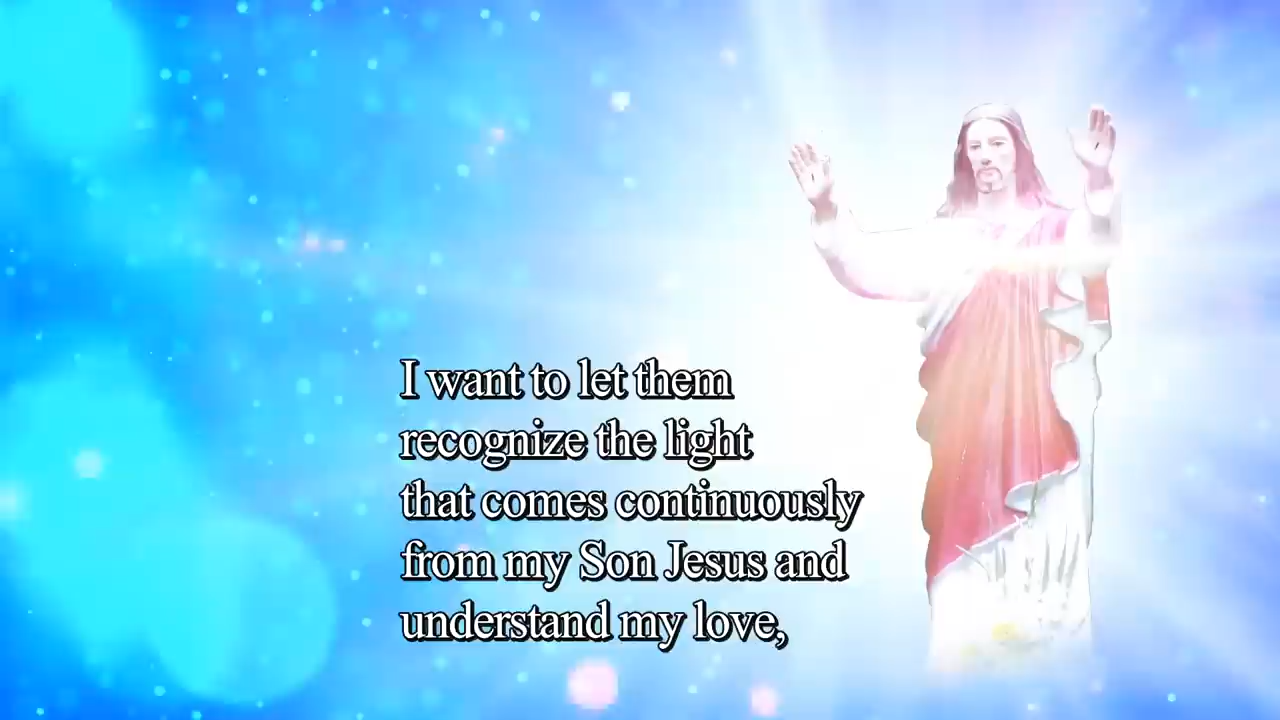 I want to let them
recognize the light
that comes continuously
from my Son Jesus and
understand my love,